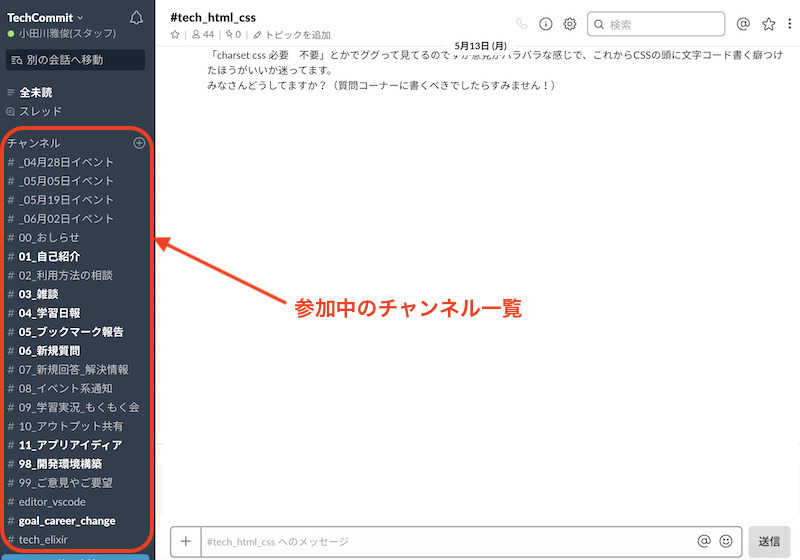 TechCommit
小田川雅俊(スタッフ)
別の会話へ移動
全未読
スレッド
チャンネル
# _04月28日イベント
# _05月05日イベント
# _05月19日イベント
# _06月02日イベント
# 00_おしらせ
# 01_自己紹介
# 02_利用方法の相談
# 03_雑談
# 04_学習日報
# 05_ブックマーク報告
# 06_新規質問
# 07_新規回答_解決情報
# 08_イベント系通知
# 09_学習実況_もくもく会
# 10_アウトプット共有
# 11_アプリアイディア
# 98_開発環境構築
# 99_ご意見やご要望
# editor_vscode
# goal_career_change
# tech_elixir
#tech_html_css
44 | 0 | トピックを追加
検索
5月13日 (月)
「charset css 必要 不要」とかでググって見てるのですが意見がバラバラな感じで、これからCSSの頭に文字コード書く癖つけ
たほうがいいか迷ってます。
みなさんどうしてますか？（質問コーナーに書くべきでしたらすみません！）
参加中のチャンネル一覧
#tech_html_css へのメッセージ
送信